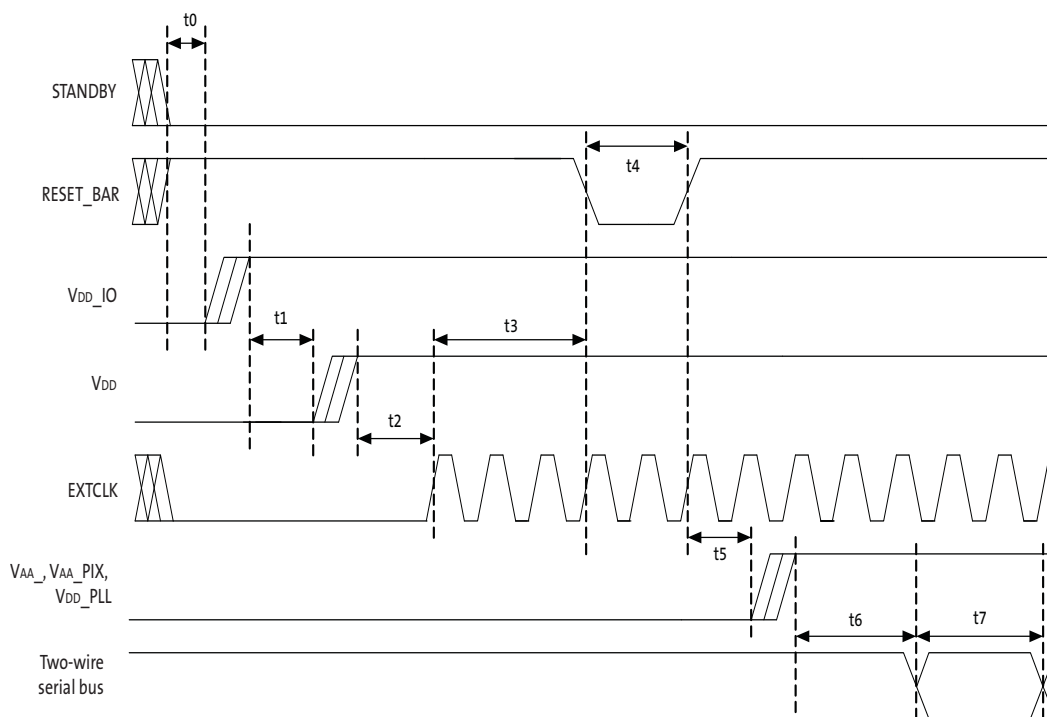 t0
STANDBY
t4
RESET_BAR
VDD_IO
t1
t3
VDD
t2
EXTCLK
t5
VAA_, VAA_PIX,
VDD_PLL
t6
t7
Two-wire
serial bus